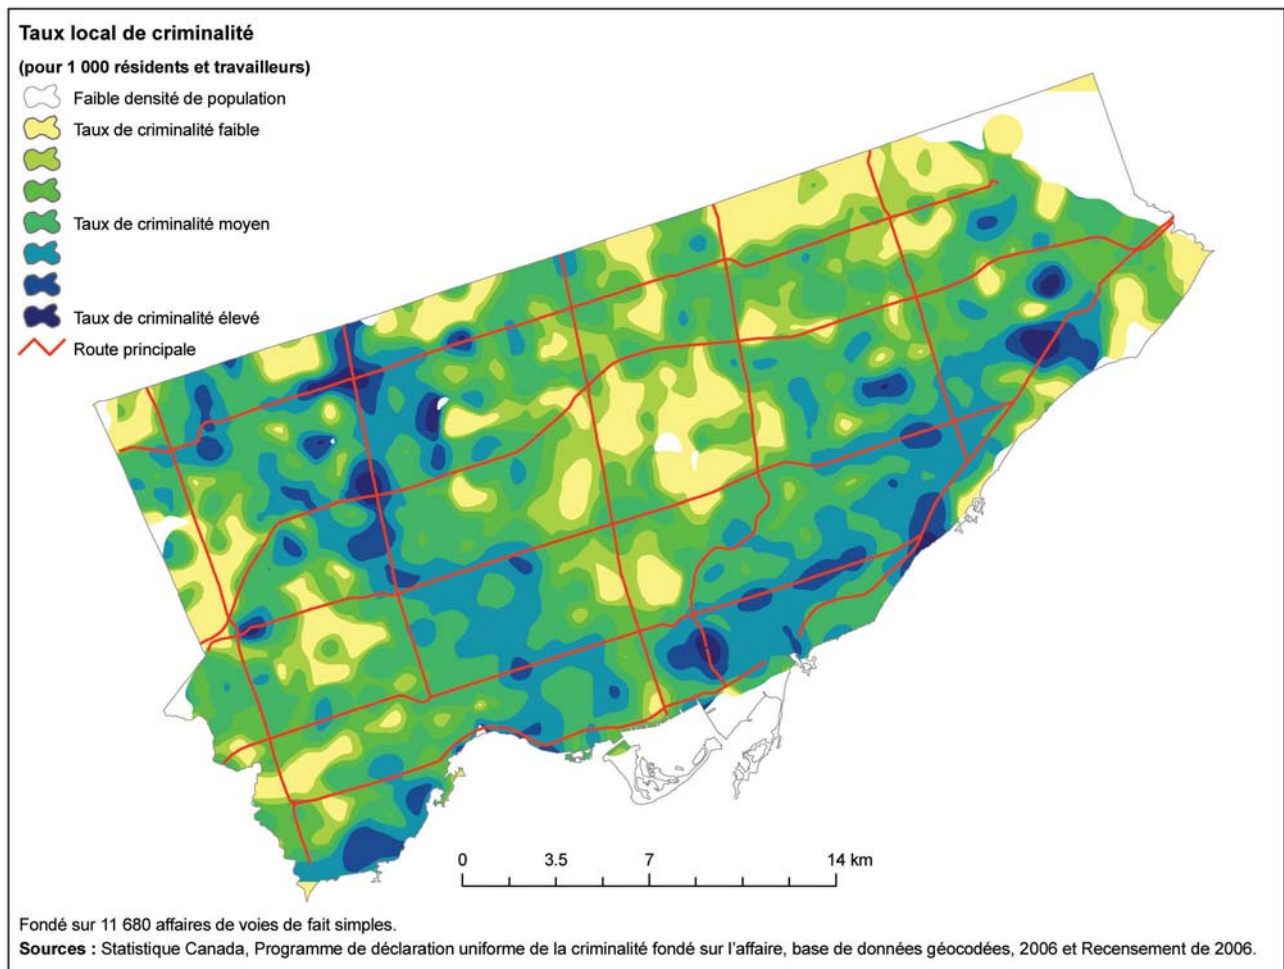 Taux local de criminalité
(pour 1 000 résidents et travailleurs)
Faible densité de population
Taux de criminalité faible
Taux de criminalité moyen
Taux de criminalité élevé
Route principale
0 3.5 7 14 km
Fondé sur 11 680 affaires de voies de fait simples.
Sources : Statistique Canada, Programme de déclaration uniforme de la criminalité fondé sur l'affaire, base de données géocodées, 2006 et Recensement de 2006.